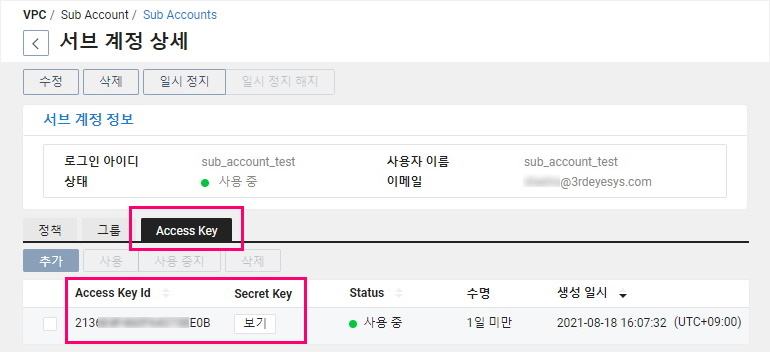 VPC / Sub Account / Sub Accounts
서브 계정 상세
수정 삭제 일시 정지 일시 정지 해지
서브 계정 정보
로그인 아이디 sub_account_test 사용자 이름 sub_account_test
상태 사용 중 이메일 @3rdeyesys.com
정책 그룹 Access Key
추가 사용 사용 중지 삭제
Access Key Id Secret Key Status 수명 생성 일시
213 E0B 보기 사용 중 1일 미만 2021-08-18 16:07:32 (UTC+09:00)